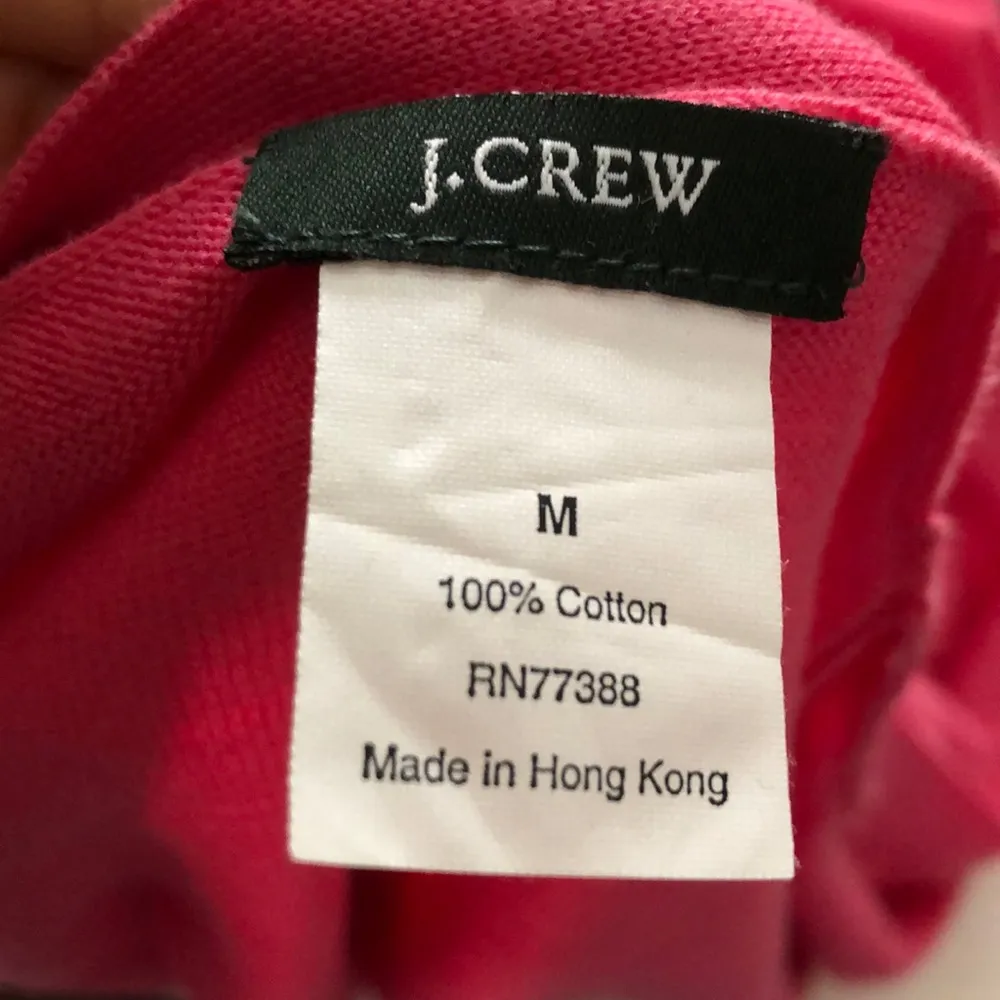 J.CREW
M
100% Cotton
RN77388
Made in Hong Kong